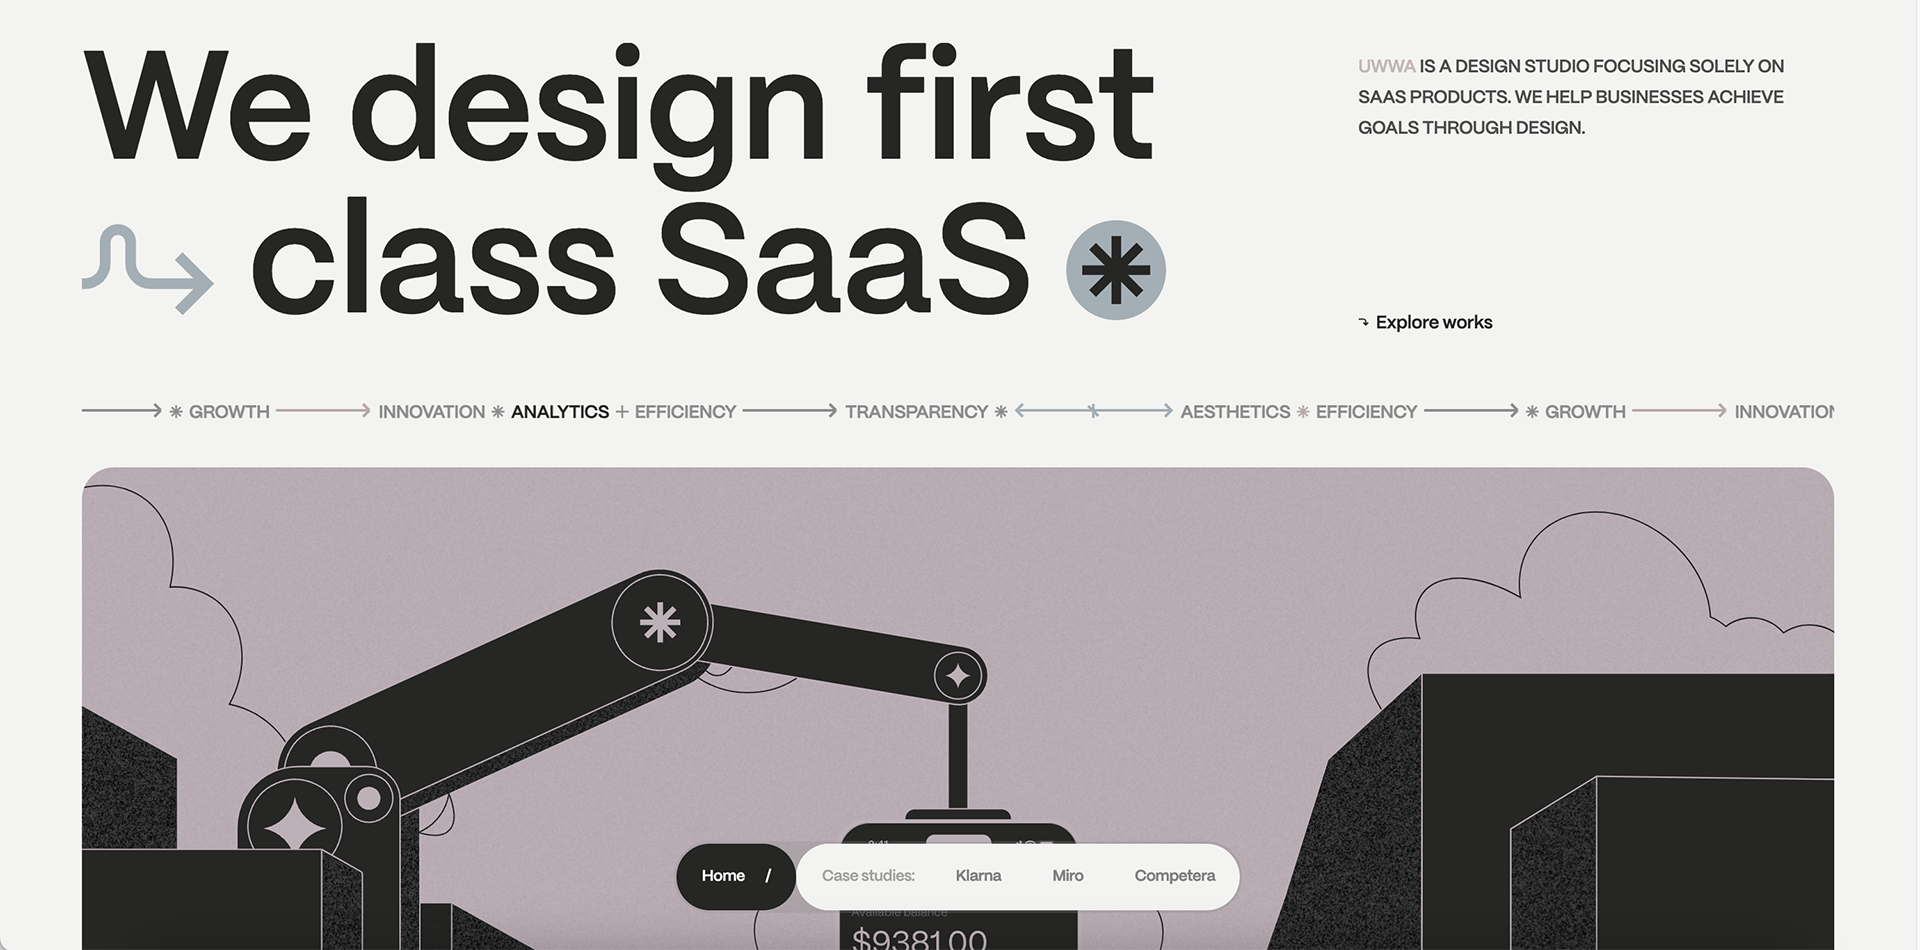 We design first
class SaaS
UWWA IS A DESIGN STUDIO FOCUSING SOLELY ON
SAAS PRODUCTS. WE HELP BUSINESSES ACHIEVE
GOALS THROUGH DESIGN.
Explore works
GROWTH INNOVATION ANALYTICS + EFFICIENCY TRANSPARENCY AESTHETICS EFFICIENCY GROWTH INNOVATION
Home / Case studies: Klarna Miro Competera
Available balance
$9381.00